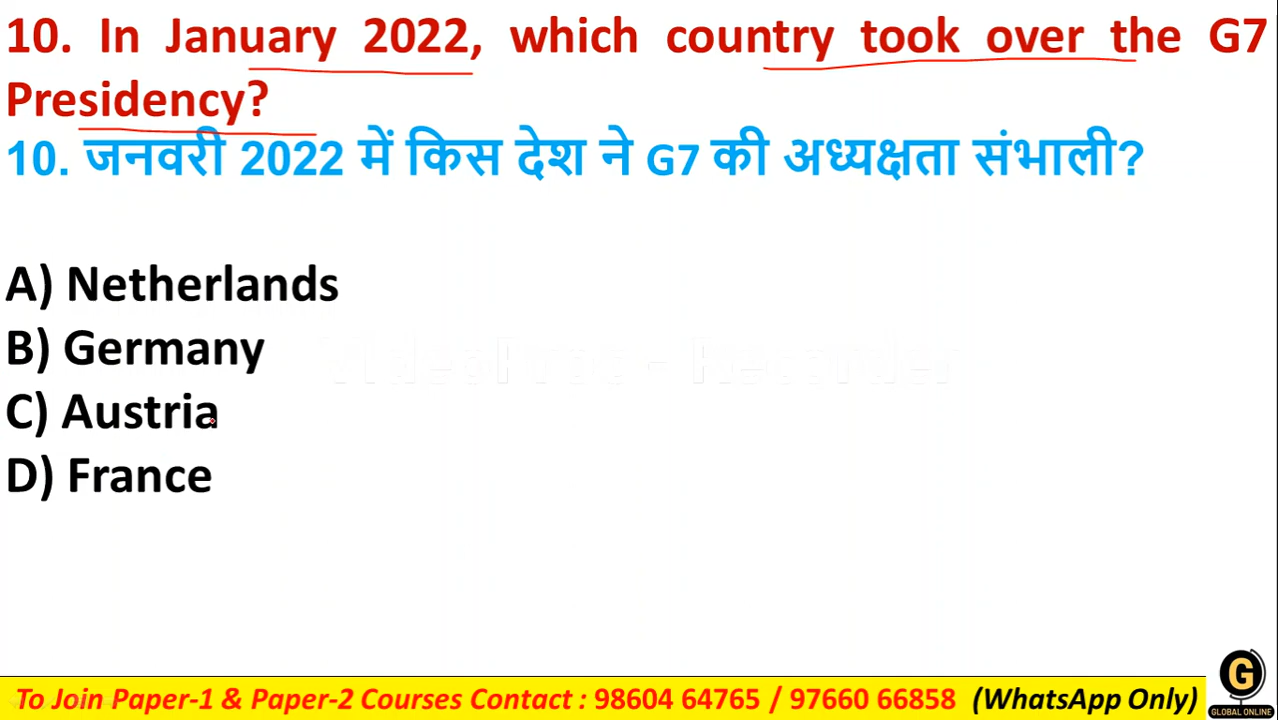 10. In January 2022, which country took over the G7
Presidency?
10. जनवरी 2022 में किस देश ने G7 की अध्यक्षता संभाली?
A) Netherlands
B) Germany
C) Austria
D) France
VideoProc - Recorder
To Join Paper-1 & Paper-2 Courses Contact : 98604 64765 / 97660 66858 (WhatsApp Only)
G
GLOBAL ONLINE